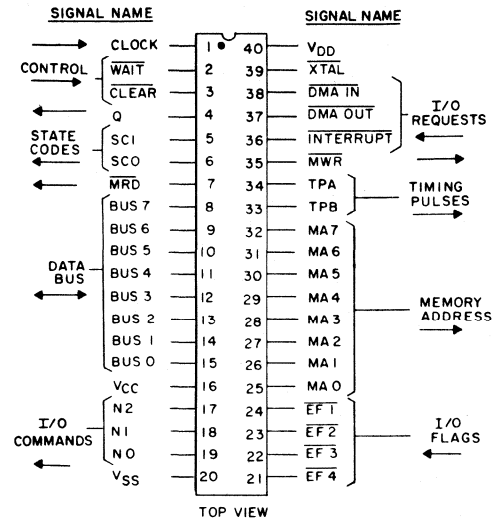 SIGNAL NAME SIGNAL NAME
CLOCK 1 40 VDD
WAIT 2 39 XTAL
CONTROL
CLEAR 3 38 DMA IN
Q 4 37 DMA OUT
I/O
REQUESTS
STATE
CODES
SC1 5 36 INTERRUPT
SC0 6 35 MWR
MRD 7 34 TPA
TIMING
PULSES
BUS 7 8 33 TPB
BUS 6 9 32 MA7
BUS 5 10 31 MA6
DATA
BUS
BUS 4 11 30 MA5
BUS 3 12 29 MA4
MEMORY
ADDRESS
BUS 2 13 28 MA3
BUS 1 14 27 MA2
BUS 0 15 26 MA1
VCC 16 25 MA0
I/O
COMMANDS
N2 17 24 EF1
N1 18 23 EF2
I/O
FLAGS
N0 19 22 EF3
VSS 20 21 EF4
TOP VIEW